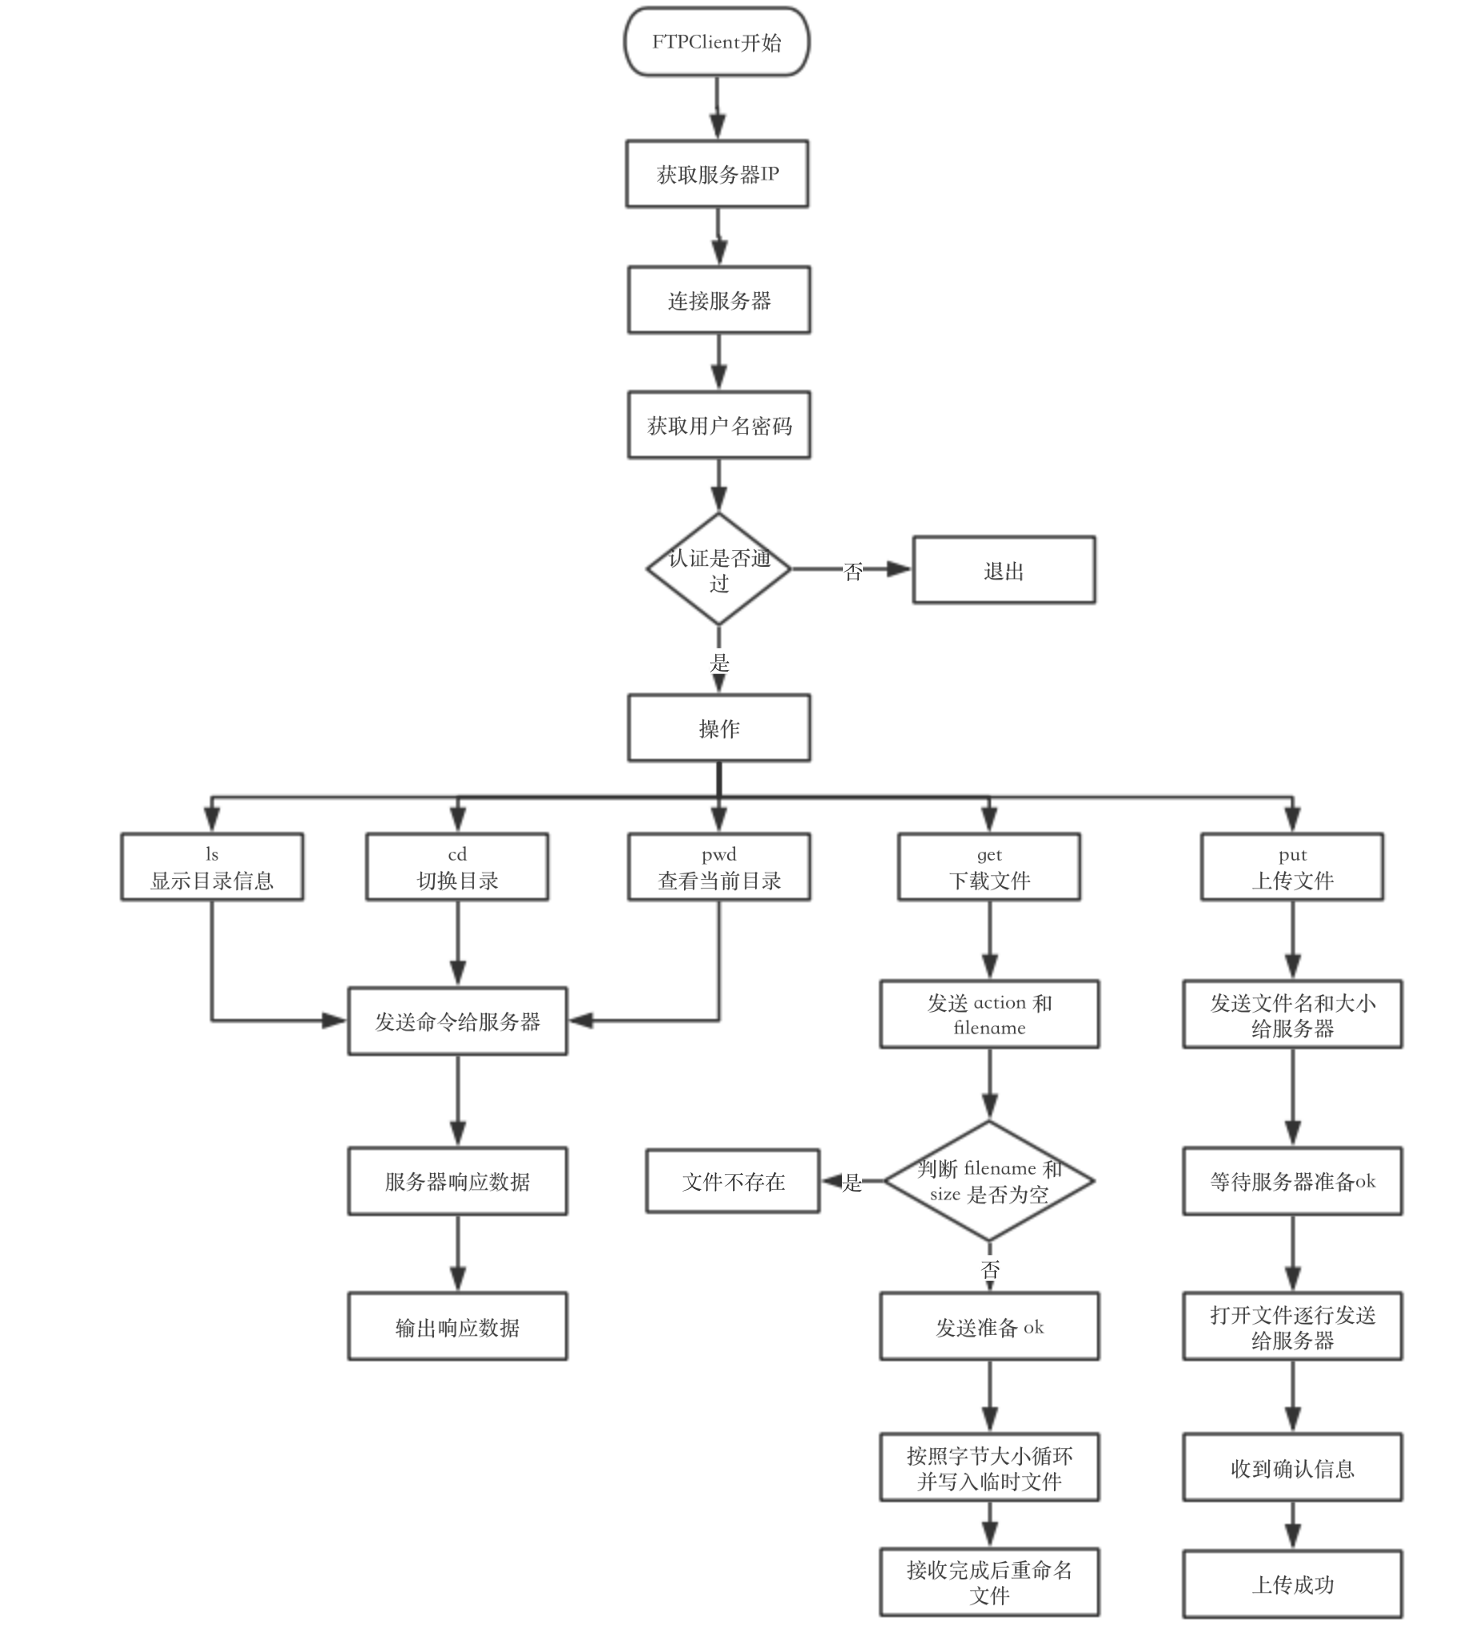 FTPClient开始
获取服务器IP
连接服务器
获取用户名密码
认证是否通
过
否
退出
是
操作
ls
显示目录信息
cd
切换目录
pwd
查看当前目录
get
下载文件
put
上传文件
发送命令给服务器
发送 action 和
filename
发送文件名和大小
给服务器
服务器响应数据
文件不存在
是
判断 filename 和
size 是否为空
等待服务器准备ok
否
输出响应数据
发送准备 ok
打开文件逐行发送
给服务器
按照字节大小循环
并写入临时文件
收到确认信息
接收完成后重命名
文件
上传成功